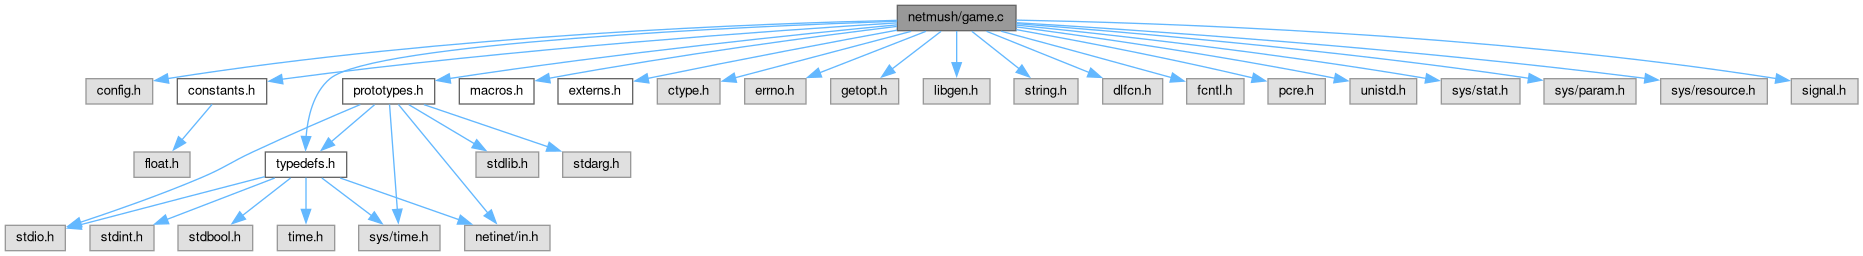 netmush/game.c
config.h
constants.h
prototypes.h
macros.h
externs.h
ctype.h
errno.h
getopt.h
libgen.h
string.h
dlfcn.h
fcntl.h
pcre.h
unistd.h
sys/stat.h
sys/param.h
sys/resource.h
signal.h
float.h
typedefs.h
stdlib.h
stdarg.h
stdio.h
stdint.h
stdbool.h
time.h
sys/time.h
netinet/in.h